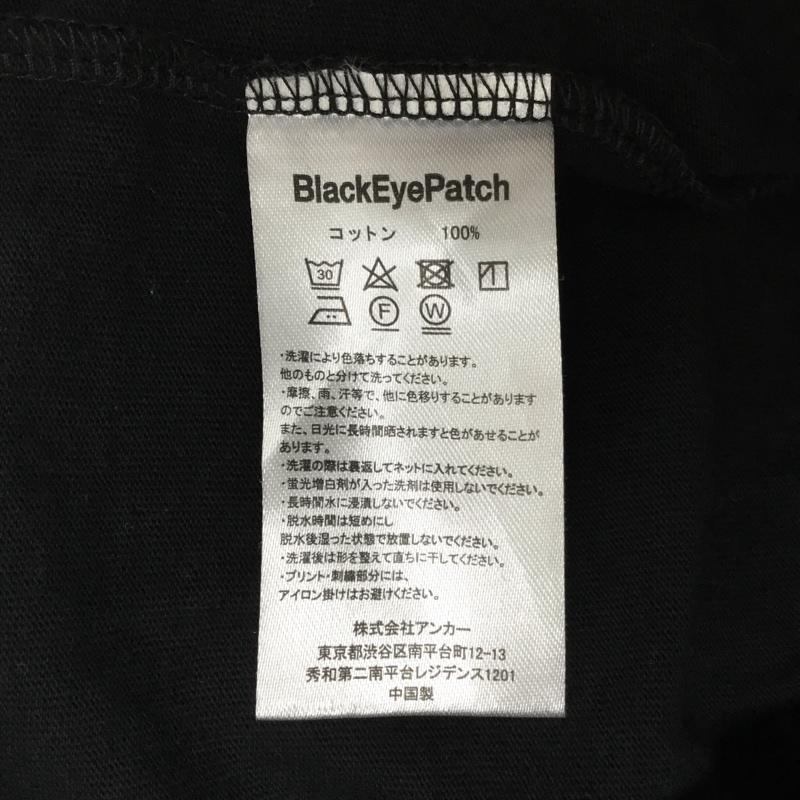 BlackEyePatch
コットン 100%
30
F W
・洗濯により色落ちすることがあります。
他のものと分けて洗ってください。
・摩擦、雨、汗等で、他に色移りすることがあります
のでご注意ください。
また、日光に長時間晒されますと色があせることが
あります。
・洗濯の際は裏返してネットに入れてください。
・蛍光増白剤が入った洗剤は使用しないでください。
・長時間水に浸漬しないでください。
・脱水時間は短めにし
脱水後湿った状態で放置しないでください。
・洗濯後は形を整えて直ちに干してください。
・プリント・刺繍部分には、
アイロン掛けはお避けください。
株式会社アンカー
東京都渋谷区南平台町12-13
秀和第二南平台レジデンス1201
中国製